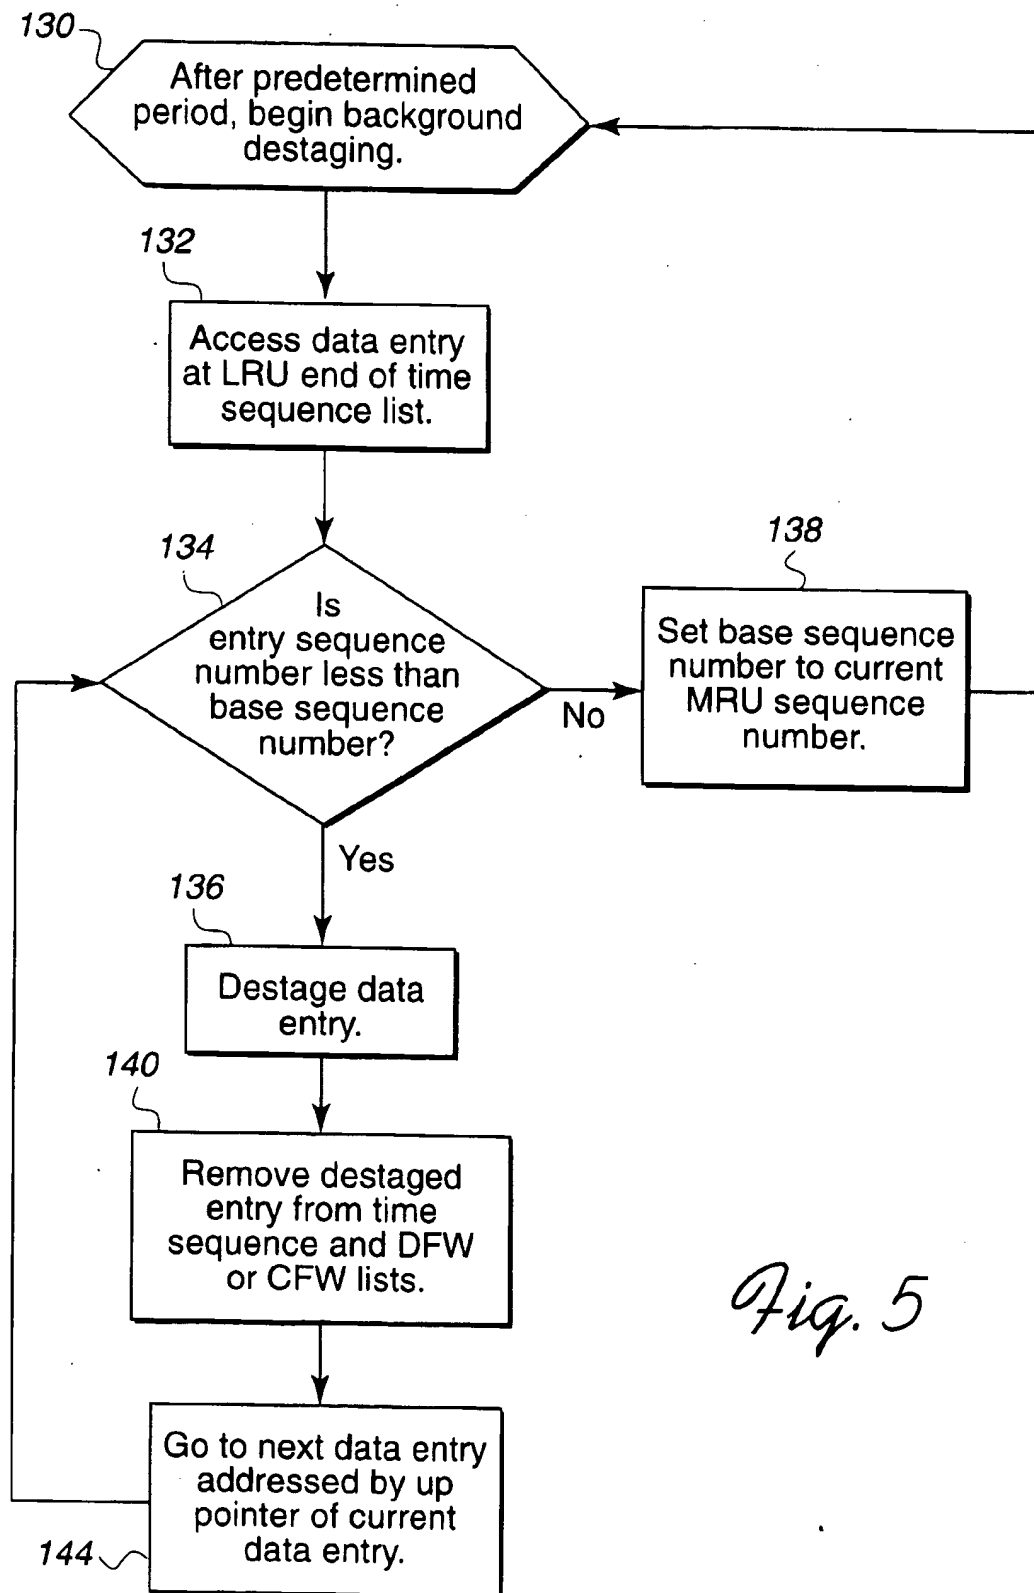 130
After predetermined
period, begin background
destaging.
132
Access data entry
at LRU end of time
sequence list.
134
Is
entry sequence
number less than
base sequence
number?
No
138
Set base sequence
number to current
MRU sequence
number.
Yes
136
Destage data
entry.
140
Remove destaged
entry from time
sequence and DFW
or CFW lists.
Go to next data entry
addressed by up
pointer of current
data entry.
144
Fig. 5